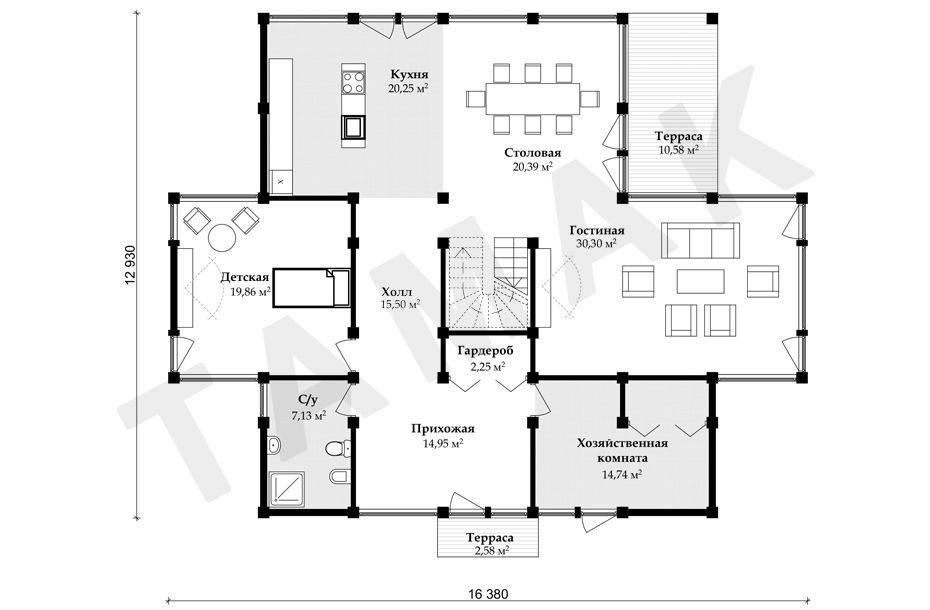 Кухня
20,25 м²
Столовая
20,39 м²
Терраса
10,58 м²
Гостиная
30,30 м²
Детская
19,86 м²
Холл
15,50 м²
Гардероб
2,25 м²
С/у
7,13 м²
Прихожая
14,95 м²
Хозяйственная
комната
14,74 м²
Терраса
2,58 м²
12 930
16 380
x
ТАМАК